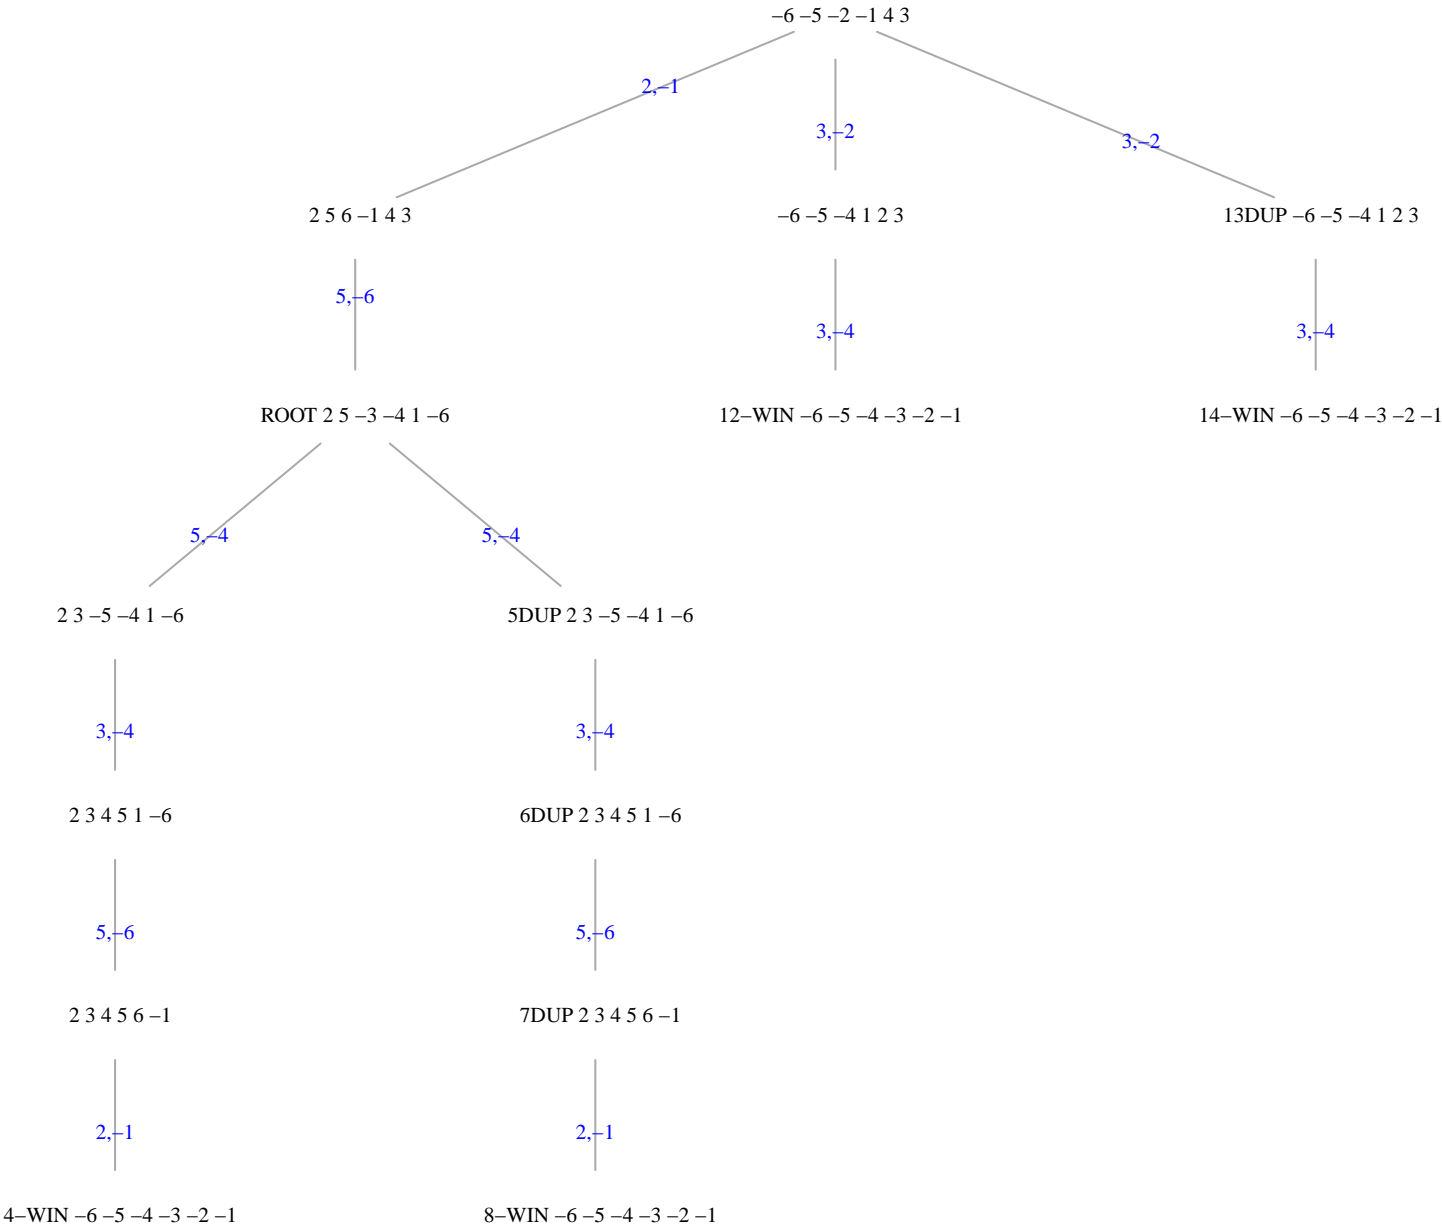 –6 –5 –2 –1 4 3
2,–1
3,–2
3,–2
2 5 6 –1 4 3
–6 –5 –4 1 2 3
13DUP –6 –5 –4 1 2 3
5,–6
3,–4
3,–4
ROOT 2 5 –3 –4 1 –6
12–WIN –6 –5 –4 –3 –2 –1
14–WIN –6 –5 –4 –3 –2 –1
5,–4
5,–4
2 3 –5 –4 1 –6
5DUP 2 3 –5 –4 1 –6
3,–4
3,–4
2 3 4 5 1 –6
6DUP 2 3 4 5 1 –6
5,–6
5,–6
2 3 4 5 6 –1
7DUP 2 3 4 5 6 –1
2,–1
2,–1
4–WIN –6 –5 –4 –3 –2 –1
8–WIN –6 –5 –4 –3 –2 –1